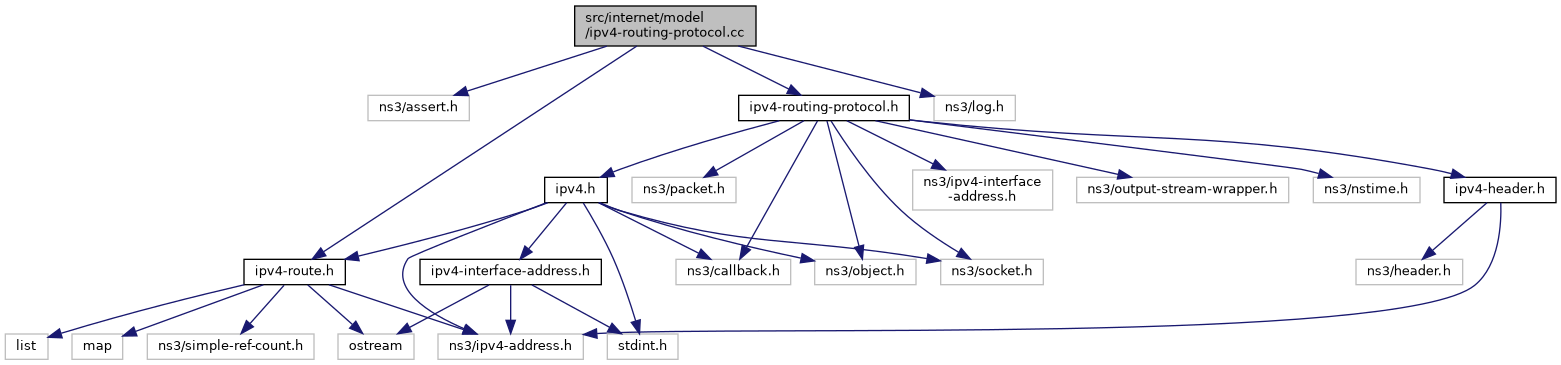 src/internet/model
/ipv4-routing-protocol.cc
ns3/assert.h
ipv4-routing-protocol.h
ns3/log.h
ipv4.h
ns3/packet.h
ns3/ipv4-interface
-address.h
ns3/output-stream-wrapper.h
ns3/nstime.h
ipv4-header.h
ipv4-route.h
ipv4-interface-address.h
ns3/callback.h
ns3/object.h
ns3/socket.h
ns3/header.h
list
map
ns3/simple-ref-count.h
ostream
ns3/ipv4-address.h
stdint.h